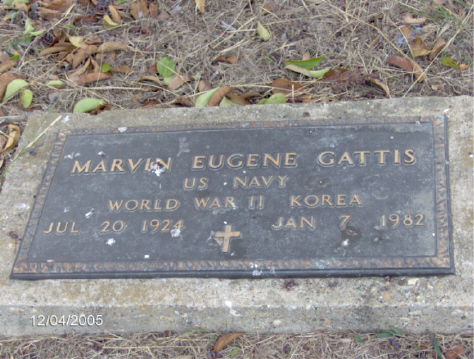 MARVIN EUGENE GATTIS
US NAVY
WORLD WAR II KOREA
JUL 20 1924 JAN 7 1982
12/04/2005